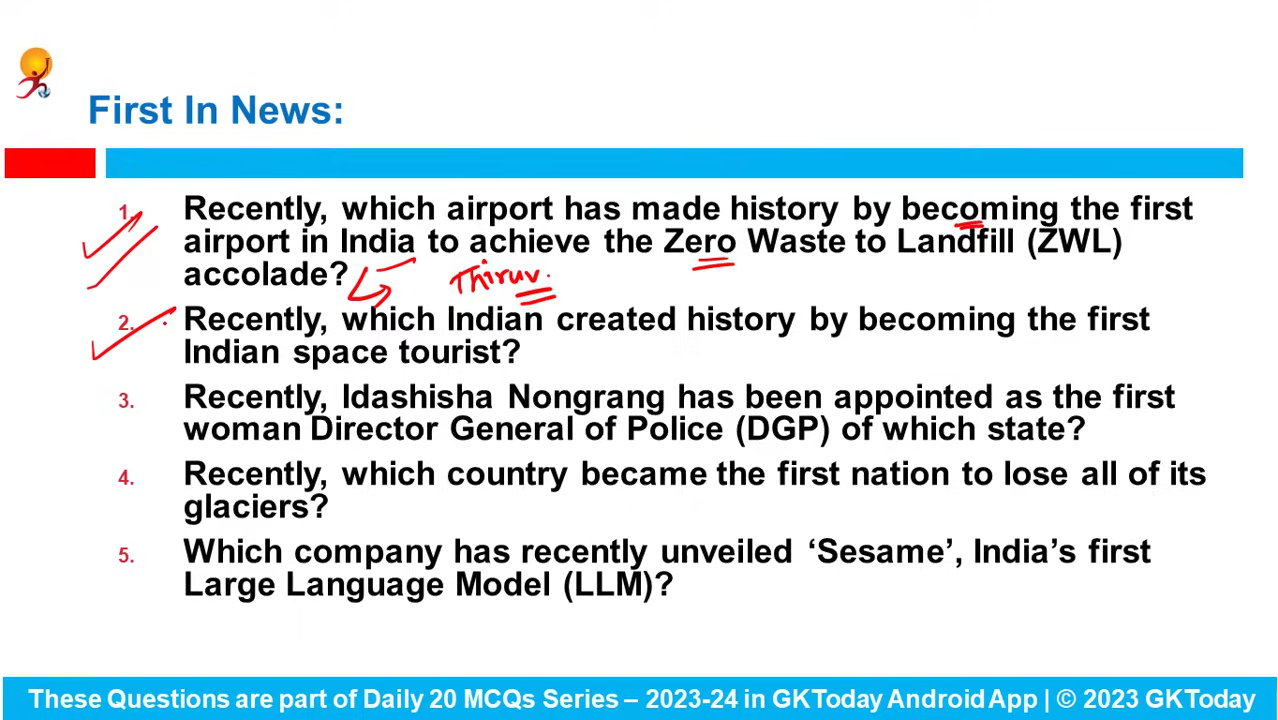 First In News:
1. Recently, which airport has made history by becoming the first
airport in India to achieve the Zero Waste to Landfill (ZWL)
accolade?
Thiruv.
2. Recently, which Indian created history by becoming the first
Indian space tourist?
3. Recently, Idashisha Nongrang has been appointed as the first
woman Director General of Police (DGP) of which state?
4. Recently, which country became the first nation to lose all of its
glaciers?
5. Which company has recently unveiled ‘Sesame’, India’s first
Large Language Model (LLM)?
These Questions are part of Daily 20 MCQs Series – 2023-24 in GKToday Android App | © 2023 GKToday